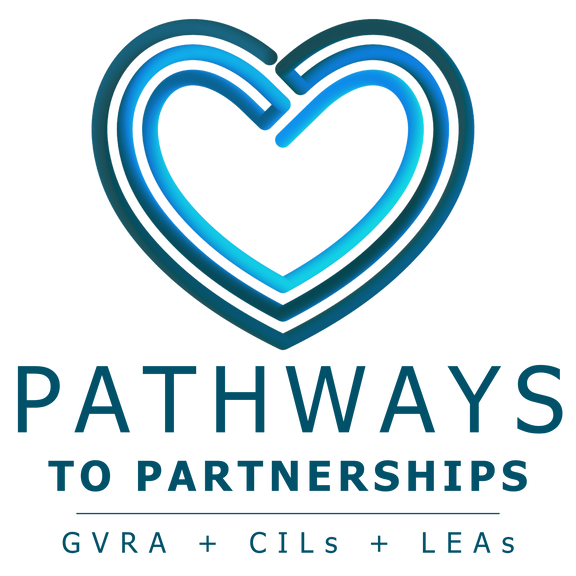 PATHWAYS
TO PARTNERSHIPS
GVRA + CILs + LEAs